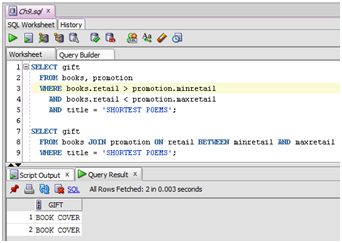 Ch9.sql
SQL Worksheet History
Worksheet Query Builder
1 SELECT gift
2 FROM books, promotion
3 WHERE books.retail > promotion.minretail
4 AND books.retail < promotion.maxretail
5 AND title = 'SHORTEST POEMS';
6
7 SELECT gift
8 FROM books JOIN promotion ON retail BETWEEN minretail AND maxretail
9 WHERE title = 'SHORTEST POEMS';
Script Output Query Result
SQL All Rows Fetched: 2 in 0.003 seconds
GIFT
1 BOOK COVER
2 BOOK COVER